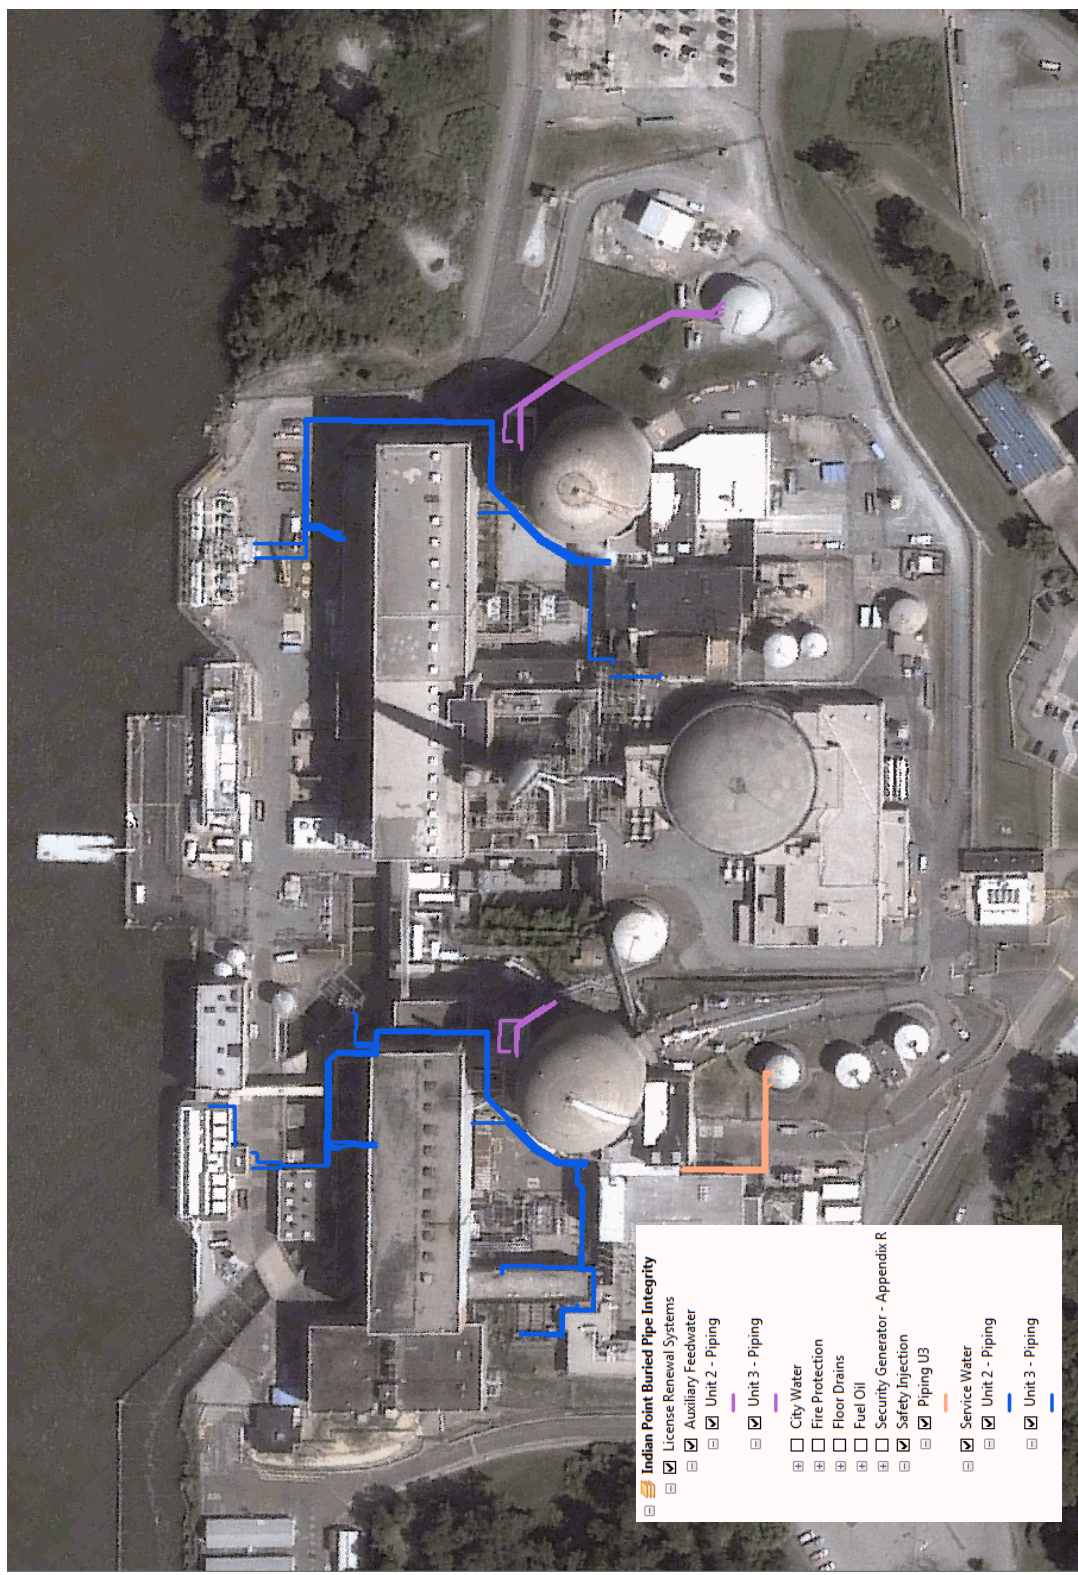 Indian Point Buried Pipe Integrity
License Renewal Systems
Auxiliary Feedwater
Unit 2 - Piping
Unit 3 - Piping
City Water
Fire Protection
Floor Drains
Fuel Oil
Security Generator - Appendix R
Safety Injection
Piping U3
Service Water
Unit 2 - Piping
Unit 3 - Piping